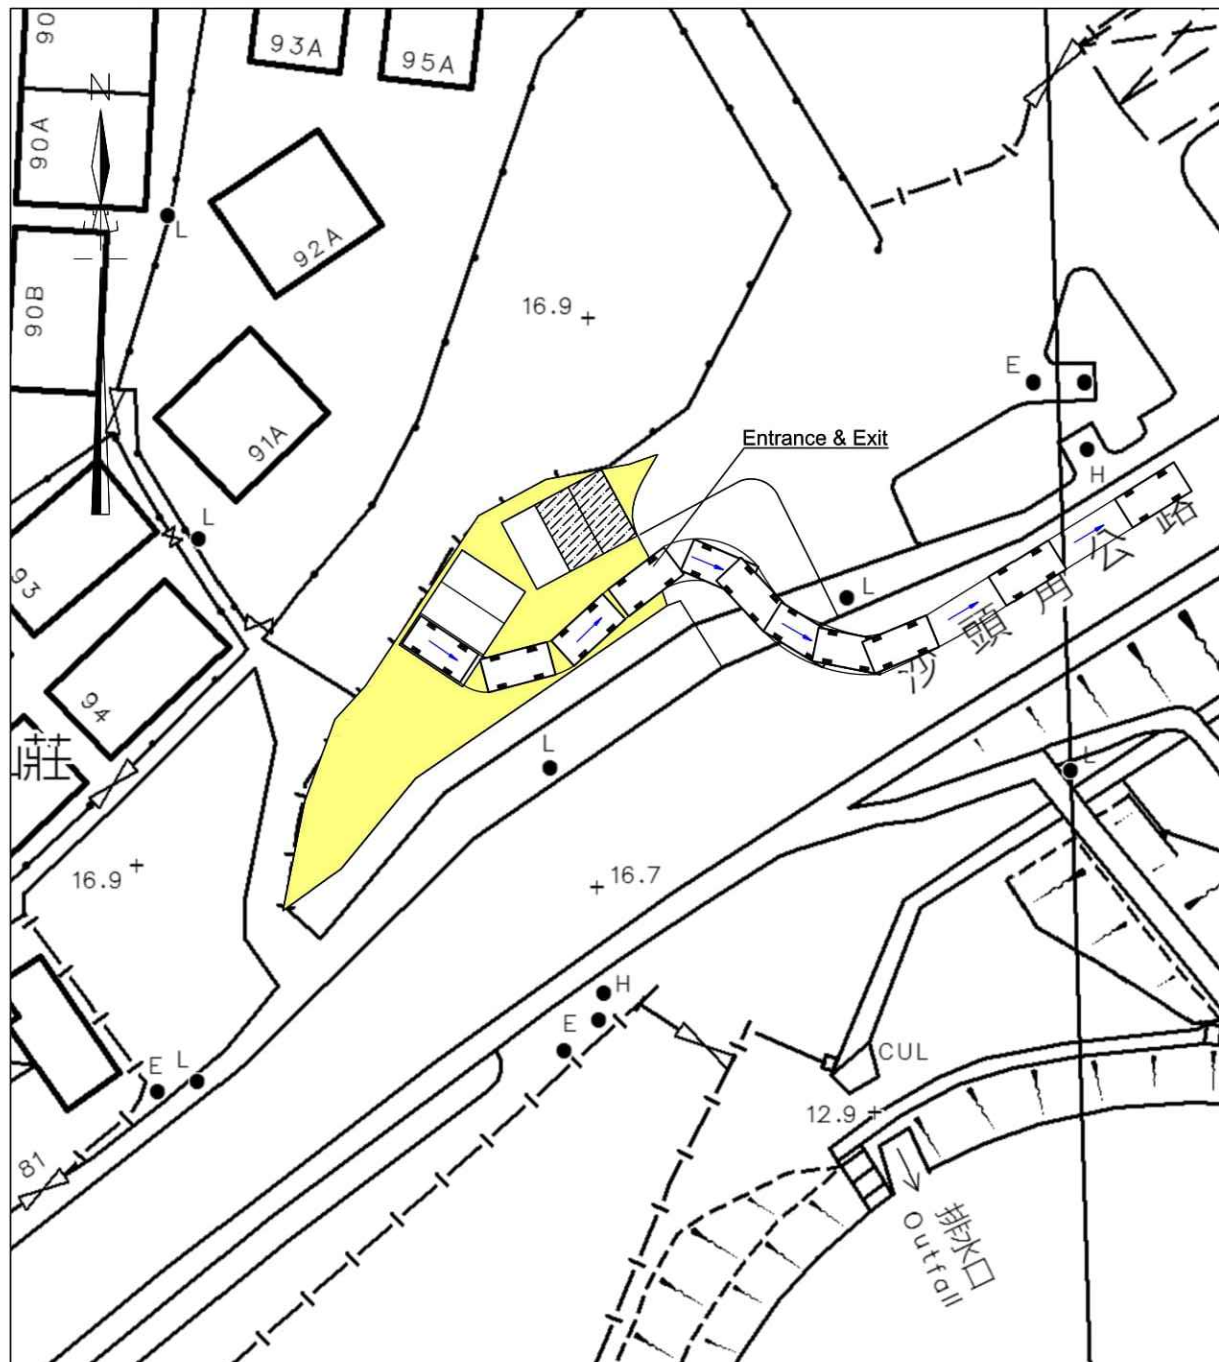 90
93A
95A
N
90A
L
92A
90B
16.9
E
91A
Entrance & Exit
H
L
93
L
沙頭角公路
94
L
L
莊
16.9
16.7
H
E
CUL
E
L
12.9
81
排水口
Outfall